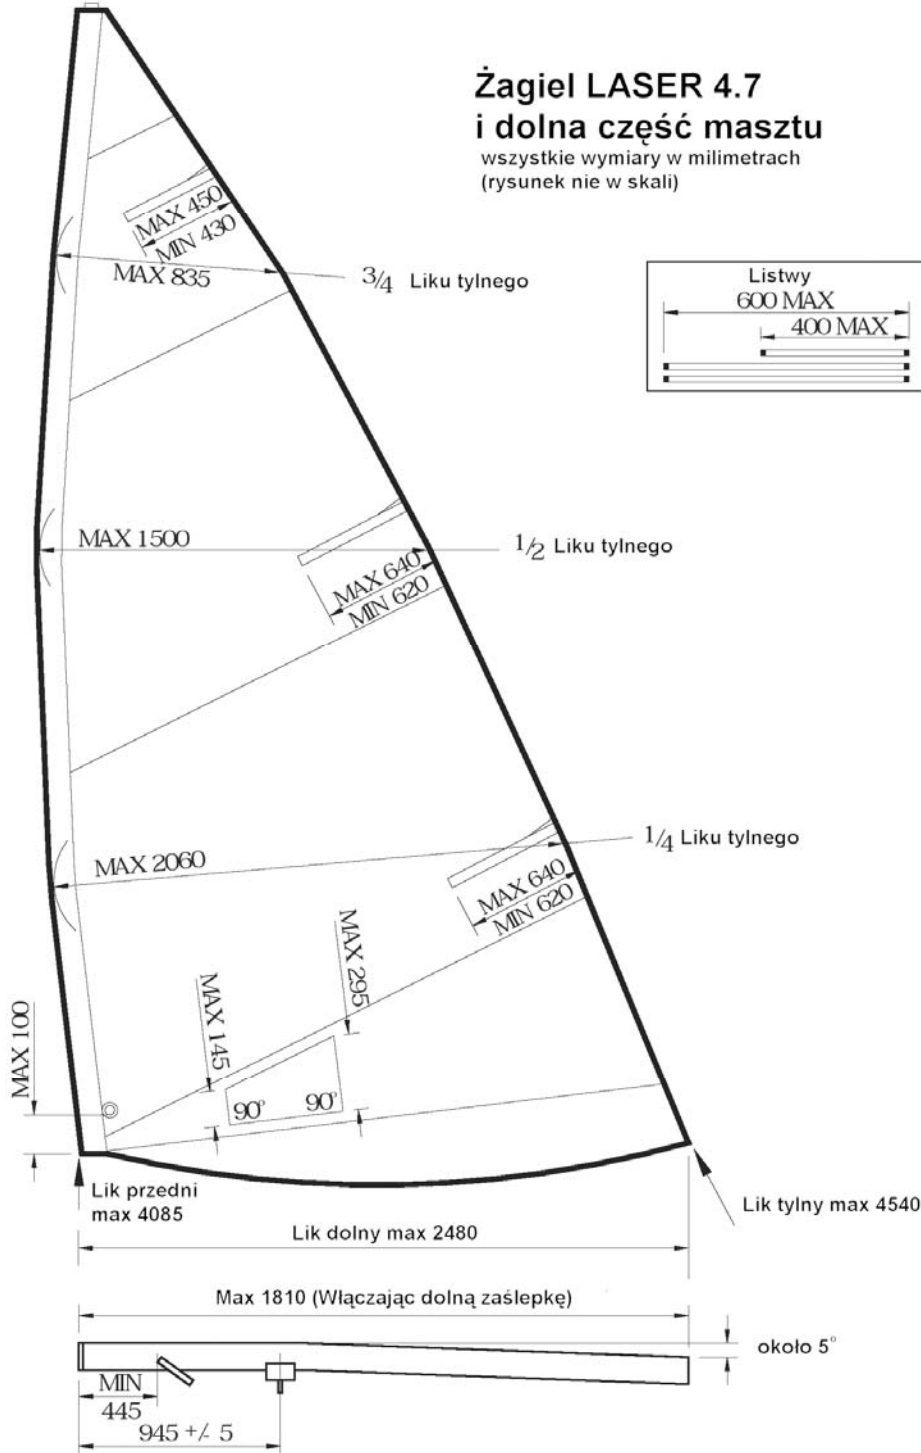 Żagiel LASER 4.7
i dolna część masztu
wszystkie wymiary w milimetrach
(rysunek nie w skali)
MAX 450
MIN 430
MAX 835
3/4 Liku tylnego
Listwy
600 MAX
400 MAX
MAX 1500
1/2 Liku tylnego
MAX 640
MIN 620
MAX 2060
1/4 Liku tylnego
MAX 640
MIN 620
MAX 295
MAX 145
MAX 100
90°
90°
Lik przedni
max 4085
Lik tylny max 4540
Lik dolny max 2480
Max 1810 (Włączając dolną zaślepkę)
około 5°
MIN
445
945 +/- 5